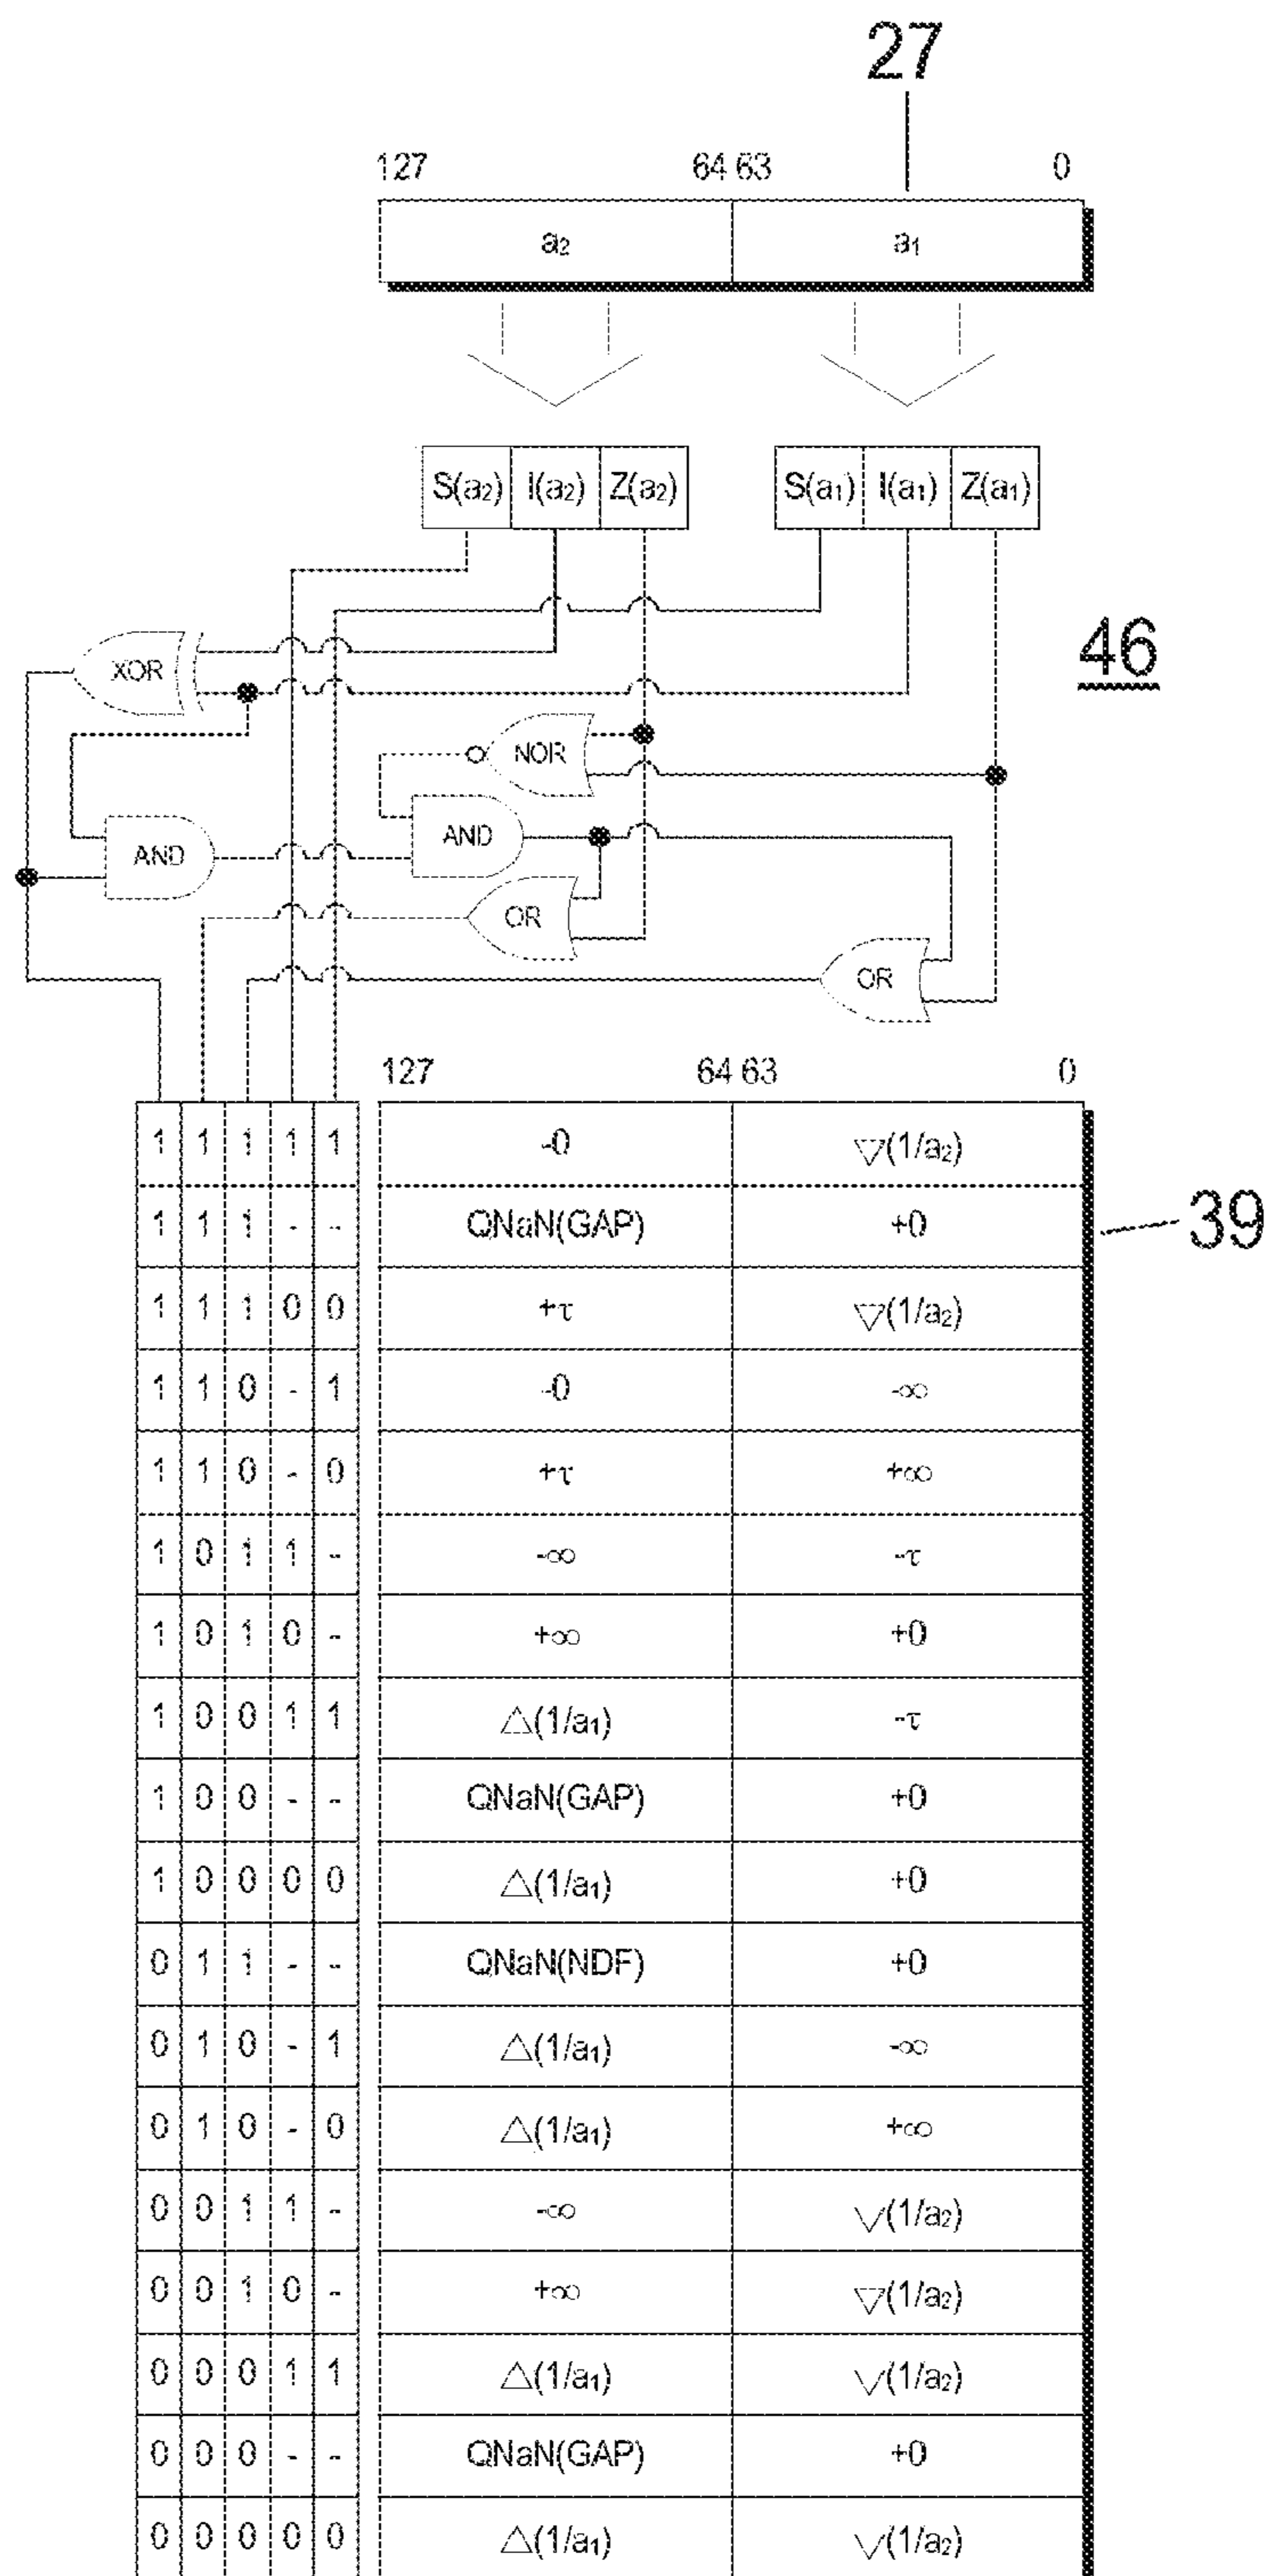 27
127 64 63 0
a₂ a₁
S(a₂) I(a₂) Z(a₂) S(a₁) I(a₁) Z(a₁)
46
XOR
NOR
AND
AND
OR
OR
127 64 63 0
1 1 1 1 1 -0 ▽(1/a₂)
39
1 1 1 - - QNaN(GAP) +0
1 1 1 0 0 +τ ▽(1/a₂)
1 1 0 - 1 -0 -∞
1 1 0 - 0 +τ +∞
1 0 1 1 - -∞ -τ
1 0 1 0 - +∞ +0
1 0 0 1 1 △(1/a₁) -τ
1 0 0 - - QNaN(GAP) +0
1 0 0 0 0 △(1/a₁) +0
0 1 1 - - QNaN(NDF) +0
0 1 0 - 1 △(1/a₁) -∞
0 1 0 - 0 △(1/a₁) +∞
0 0 1 1 - -∞ ▽(1/a₂)
0 0 1 0 - +∞ ▽(1/a₂)
0 0 0 1 1 △(1/a₁) ▽(1/a₂)
0 0 0 - - QNaN(GAP) +0
0 0 0 0 0 △(1/a₁) ▽(1/a₂)